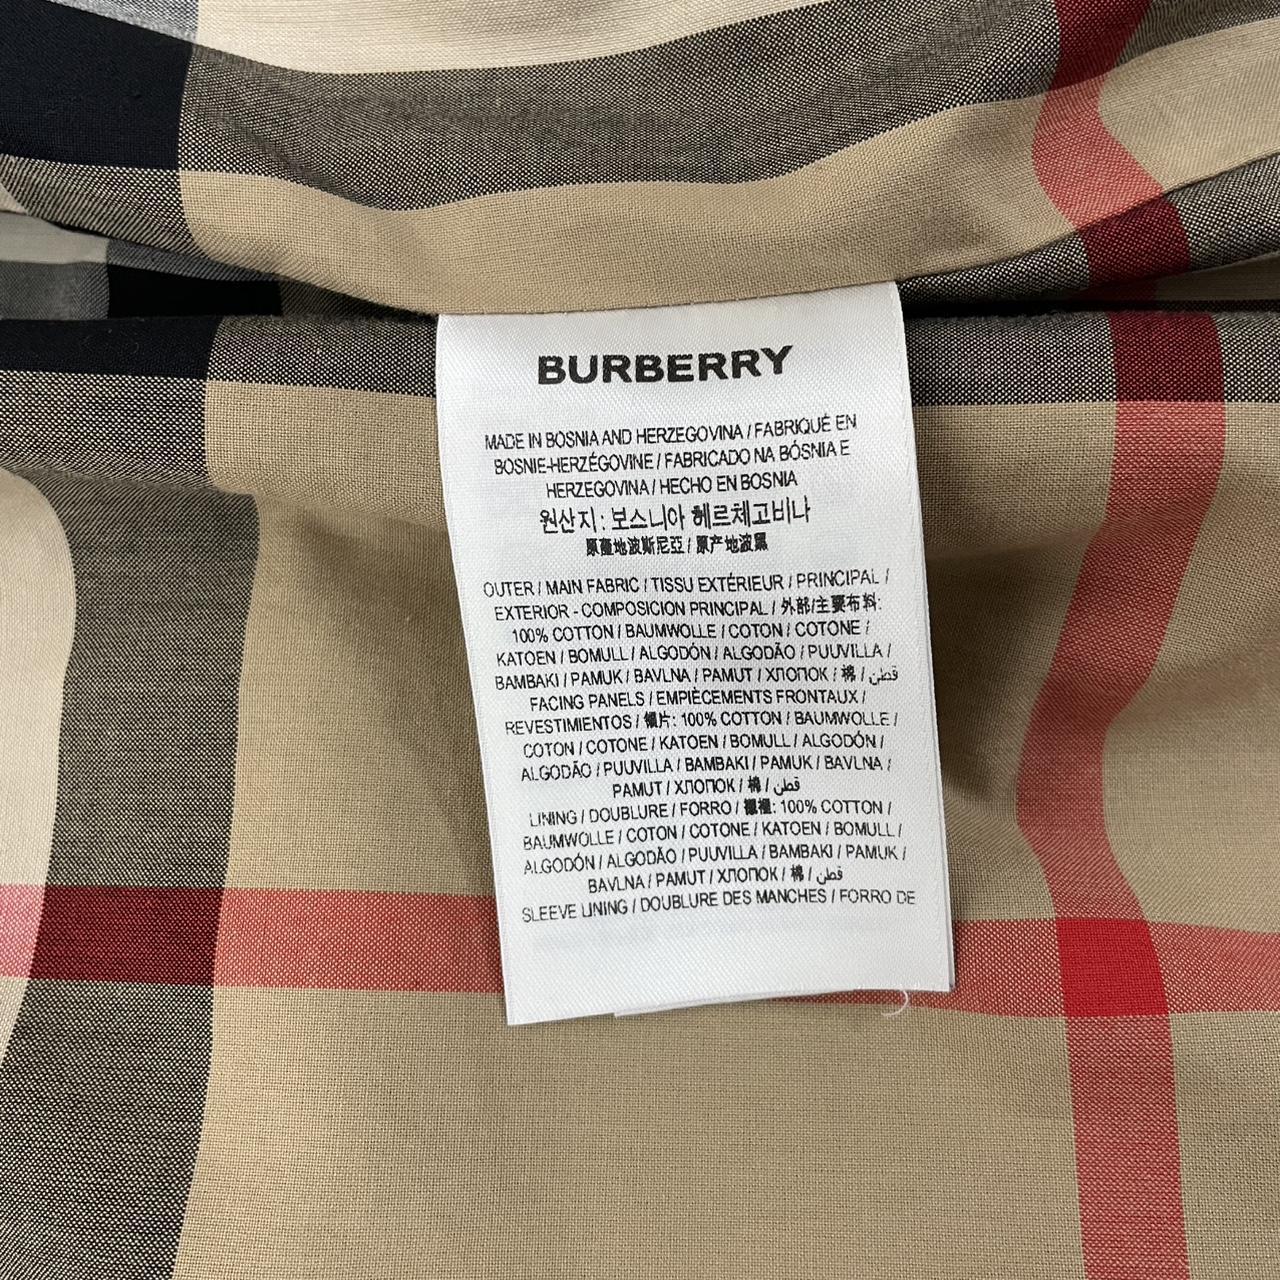 BURBERRY
MADE IN BOSNIA AND HERZEGOVINA / FABRIQUÉ EN
BOSNIE-HERZÉGOVINE / FABRICADO NA BÓSNIA E
HERZEGOVINA / HECHO EN BOSNIA
원산지: 보스니아 헤르체고비나
原產地波斯尼亞 / 原产地波黑
OUTER / MAIN FABRIC / TISSU EXTÉRIEUR / PRINCIPAL /
EXTERIOR - COMPOSICION PRINCIPAL / 外部/主要布料:
100% COTTON / BAUMWOLLE / COTON / COTONE /
KATOEN / BOMULL / ALGODÓN / ALGODÃO / PUUVILLA /
BAMBAKI / PAMUK / BAVLNA / PAMUT / ХЛОПОК / 棉 / قطن
FACING PANELS / EMPIÈCEMENTS FRONTAUX /
REVESTIMIENTOS / 襯片: 100% COTTON / BAUMWOLLE /
COTON / COTONE / KATOEN / BOMULL / ALGODÓN /
ALGODÃO / PUUVILLA / BAMBAKI / PAMUK / BAVLNA /
PAMUT / ХЛОПОК / 棉 / قطن
LINING / DOUBLURE / FORRO / 襯裡: 100% COTTON /
BAUMWOLLE / COTON / COTONE / KATOEN / BOMULL /
ALGODÓN / ALGODÃO / PUUVILLA / BAMBAKI / PAMUK /
BAVLNA / PAMUT / ХЛОПОК / 棉 / قطن
SLEEVE LINING / DOUBLURE DES MANCHES / FORRO DE